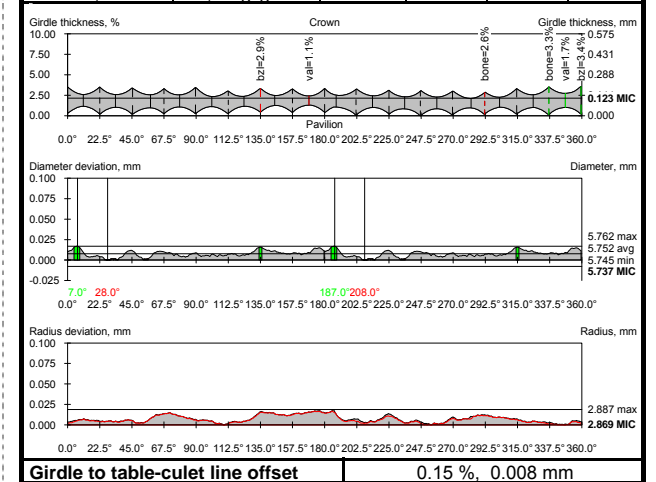 Girdle thickness, % Crown Girdle thickness, mm
10.00 0.575
7.50 0.431
5.00 0.288
2.50 0.123 MIC
0.00 0.000
bzl=2.9%
val=1.1%
bone=2.6%
bone=3.3%
val=1.7%
bzl=3.4%
Pavilion
0.0° 22.5° 45.0° 67.5° 90.0° 112.5° 135.0° 157.5° 180.0° 202.5° 225.0° 247.5° 270.0° 292.5° 315.0° 337.5° 360.0°
Diameter deviation, mm Diameter, mm
0.100
0.075
0.050
0.025 5.762 max
5.752 avg
0.000 5.745 min
5.737 MIC
-0.025
7.0° 28.0° 187.0° 208.0°
0.0° 22.5° 45.0° 67.5° 90.0° 112.5° 135.0° 157.5° 180.0° 202.5° 225.0° 247.5° 270.0° 292.5° 315.0° 337.5° 360.0°
Radius deviation, mm Radius, mm
0.100
0.075
0.050
0.025 2.887 max
0.000 2.869 MIC
0.0° 22.5° 45.0° 67.5° 90.0° 112.5° 135.0° 157.5° 180.0° 202.5° 225.0° 247.5° 270.0° 292.5° 315.0° 337.5° 360.0°
Girdle to table-culet line offset 0.15 %, 0.008 mm